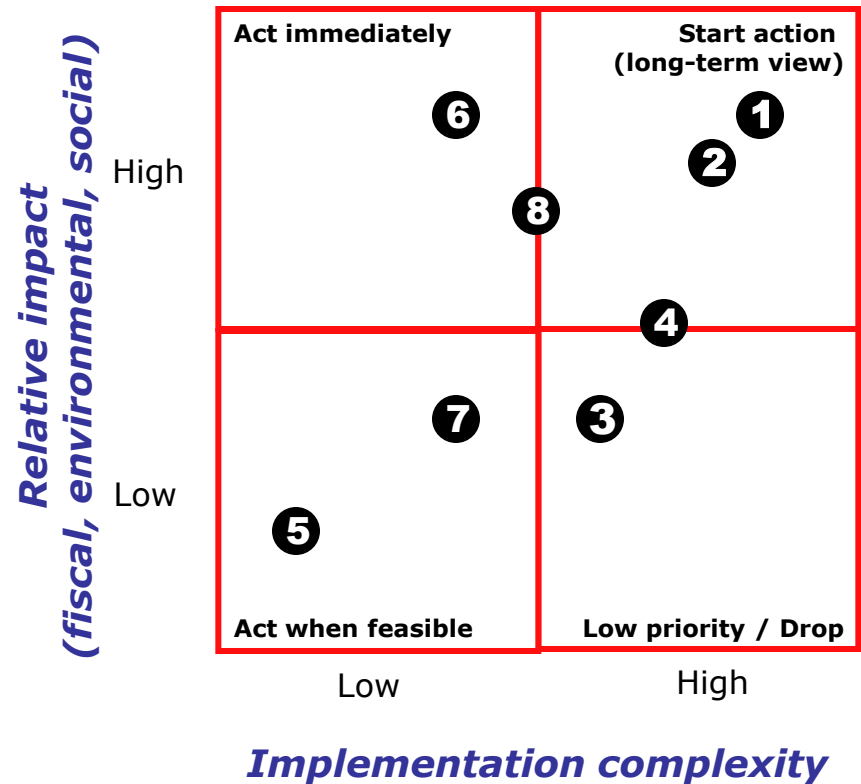 Relative impact
(fiscal, environmental, social)
High
Low
Act immediately
Start action
(long-term view)
6
1
2
8
4
7
3
5
Act when feasible
Low priority / Drop
Low
High
Implementation complexity